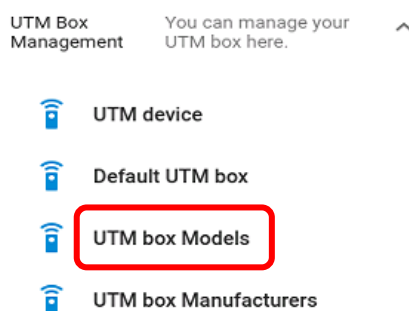 UTM Box Management
You can manage your UTM box here.
UTM device
Default UTM box
UTM box Models
UTM box Manufacturers